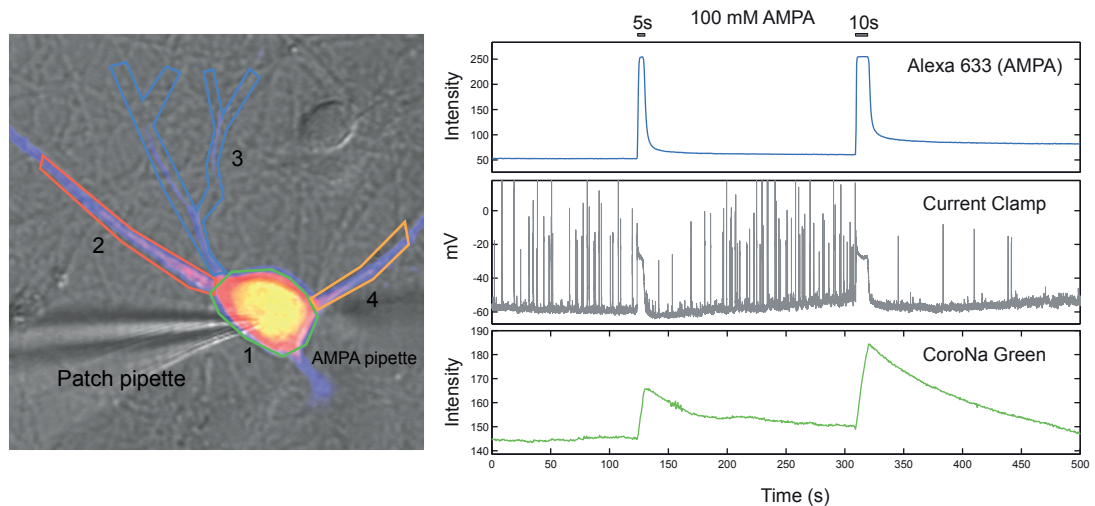 3
2
4
1
AMPA pipette
Patch pipette
100 mM AMPA
5s
10s
Alexa 633 (AMPA)
Intensity
250
200
150
100
50
Current Clamp
mV
0
-20
-40
-60
CoroNa Green
Intensity
190
180
170
160
150
140
0 50 100 150 200 250 300 350 400 450 500
Time (s)